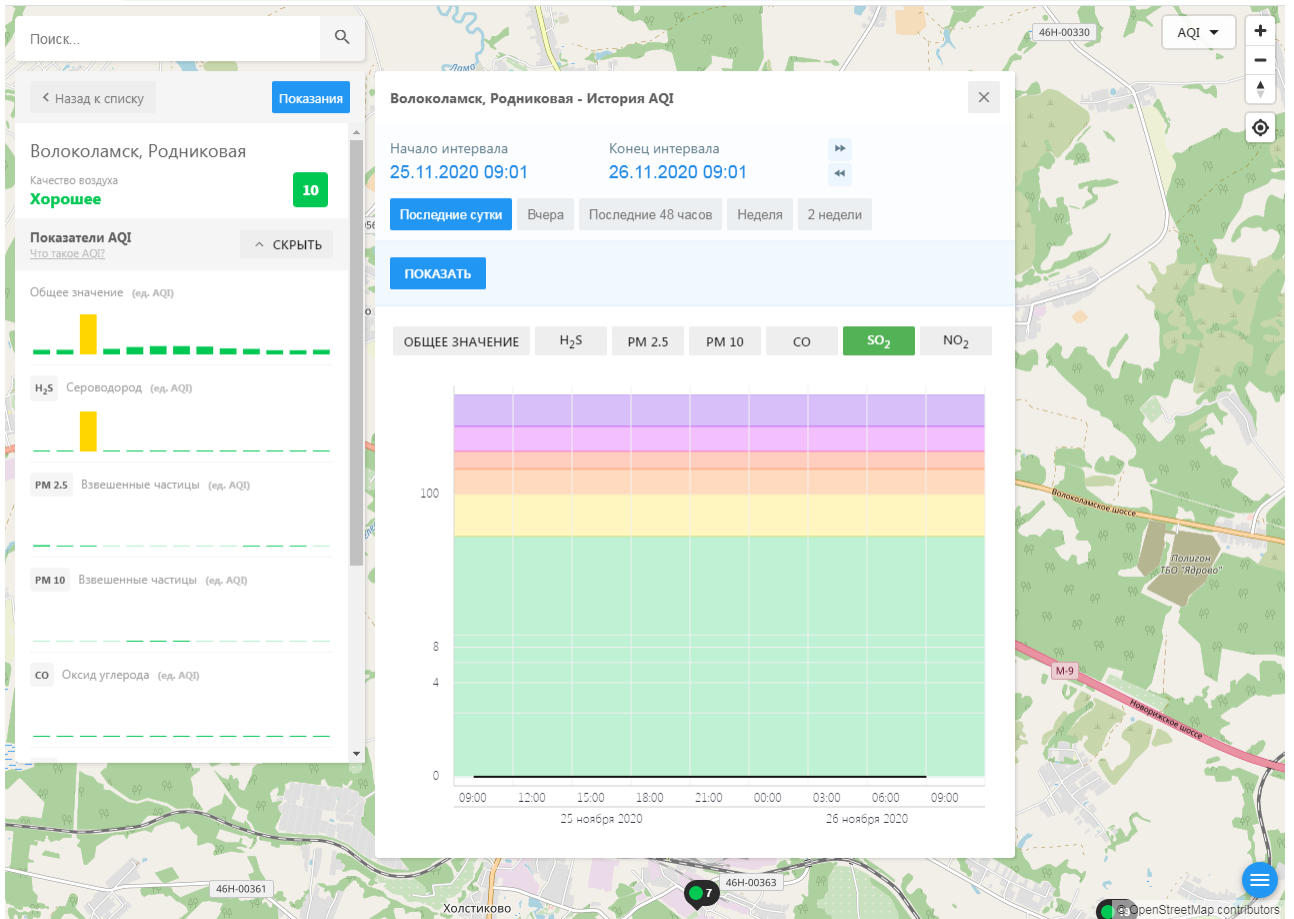 Поиск...
Назад к списку
Показания
Волоколамск, Родниковая
Качество воздуха
Хорошее
10
Показатели AQI
Что такое AQI?
СКРЫТЬ
Общее значение (ед. AQI)
H2S Сероводород (ед. AQI)
PM 2.5 Взвешенные частицы (ед. AQI)
PM 10 Взвешенные частицы (ед. AQI)
CO Оксид углерода (ед. AQI)
Волоколамск, Родниковая - История AQI
Начало интервала
25.11.2020 09:01
Конец интервала
26.11.2020 09:01
Последние сутки Вчера Последние 48 часов Неделя 2 недели
ПОКАЗАТЬ
ОБЩЕЕ ЗНАЧЕНИЕ H2S PM 2.5 PM 10 CO SO2 NO2
100
8
4
0
09:00 12:00 15:00 18:00 21:00 00:00 03:00 06:00 09:00
25 ноября 2020 26 ноября 2020
46Н-00330
AQI
Волоколамское шоссе
Полигон
ТБО "Ядрово"
М-9
Новорижское шоссе
46Н-00361
Холстиково
7
46Н-00363
© OpenStreetMap contributors